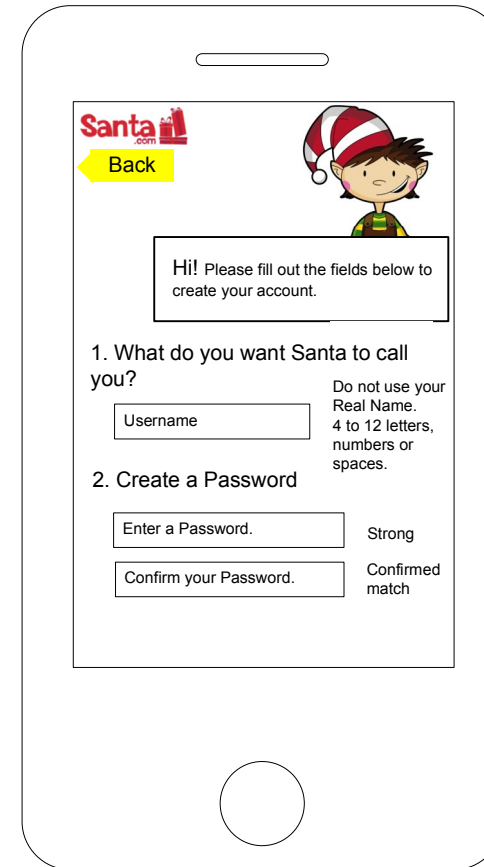 Santa
.com
Back
Hi! Please fill out the fields below to
create your account.
1. What do you want Santa to call
you?
Do not use your
Real Name.
4 to 12 letters,
numbers or
spaces.
Username
2. Create a Password
Enter a Password.
Strong
Confirm your Password.
Confirmed
match